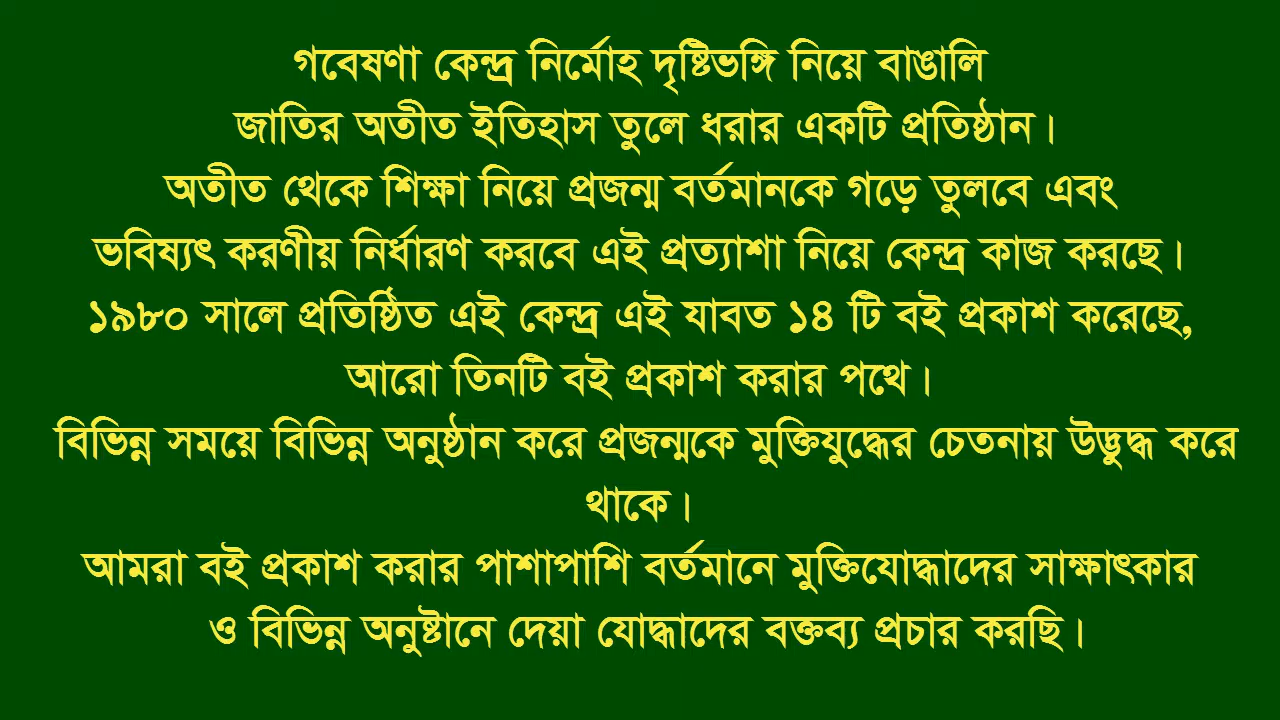 গবেষণা কেন্দ্র নির্মোহ দৃষ্টিভঙ্গি নিয়ে বাঙালি
জাতির অতীত ইতিহাস তুলে ধরার একটি প্রতিষ্ঠান।
অতীত থেকে শিক্ষা নিয়ে প্রজন্ম বর্তমানকে গড়ে তুলবে এবং
ভবিষ্যৎ করণীয় নির্ধারণ করবে এই প্রত্যাশা নিয়ে কেন্দ্র কাজ করছে।
১৯৮০ সালে প্রতিষ্ঠিত এই কেন্দ্র এই যাবত ১৪ টি বই প্রকাশ করেছে,
আরো তিনটি বই প্রকাশ করার পথে।
বিভিন্ন সময়ে বিভিন্ন অনুষ্ঠান করে প্রজন্মকে মুক্তিযুদ্ধের চেতনায় উদ্ভুদ্ধ করে
থাকে।
আমরা বই প্রকাশ করার পাশাপাশি বর্তমানে মুক্তিযোদ্ধাদের সাক্ষাৎকার
ও বিভিন্ন অনুষ্টানে দেয়া যোদ্ধাদের বক্তব্য প্রচার করছি।